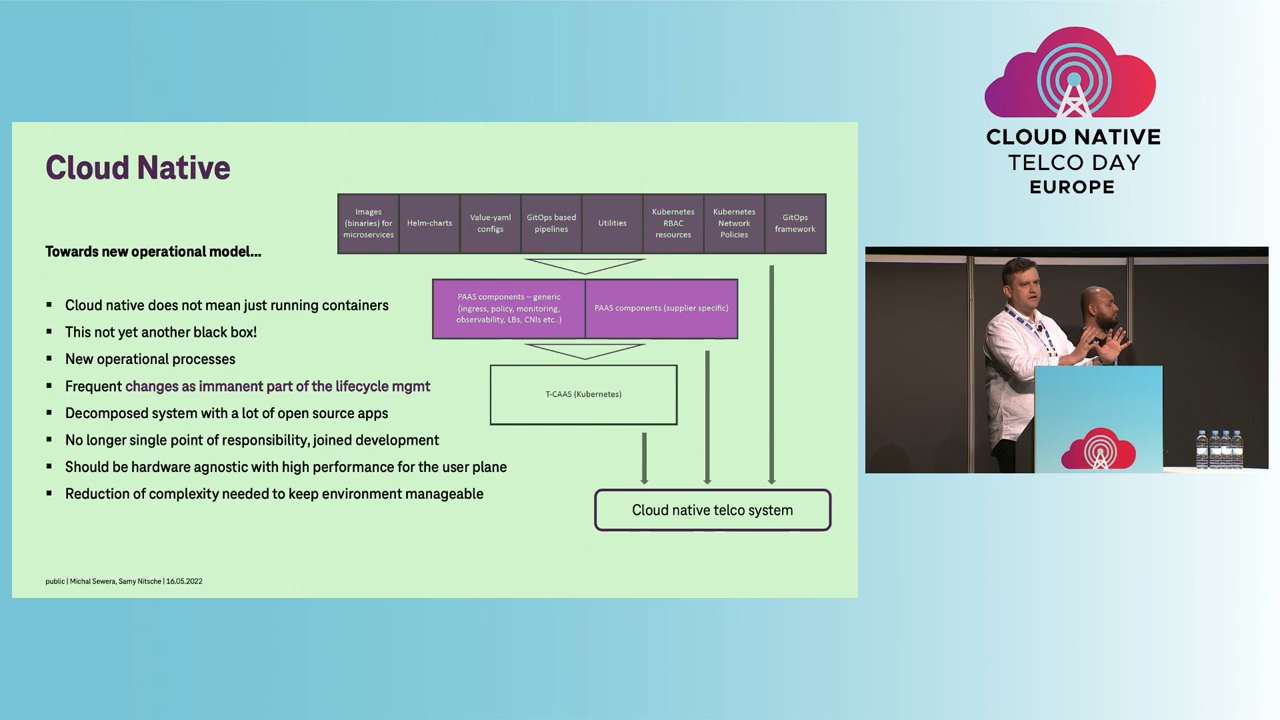 CLOUD NATIVE
TELCO DAY
EUROPE
Cloud Native
Towards new operational model...
▪ Cloud native does not mean just running containers
▪ This not yet another black box!
▪ New operational processes
▪ Frequent changes as immanent part of the lifecycle mgmt
▪ Decomposed system with a lot of open source apps
▪ No longer single point of responsibility, joined development
▪ Should be hardware agnostic with high performance for the user plane
▪ Reduction of complexity needed to keep environment manageable
Images
(binaries) for
microservices
Helm-charts
Value-yaml
configs
GitOps based
pipelines
Utilities
Kubernetes
RBAC
resources
Kubernetes
Network
Policies
GitOps
framework
PAAS components – generic
(ingress, policy, monitoring,
observability, LBs, CNIs etc..)
PAAS components (supplier specific)
T-CAAS (Kubernetes)
Cloud native telco system
public | Michal Sewera, Samy Nitsche | 16.05.2022